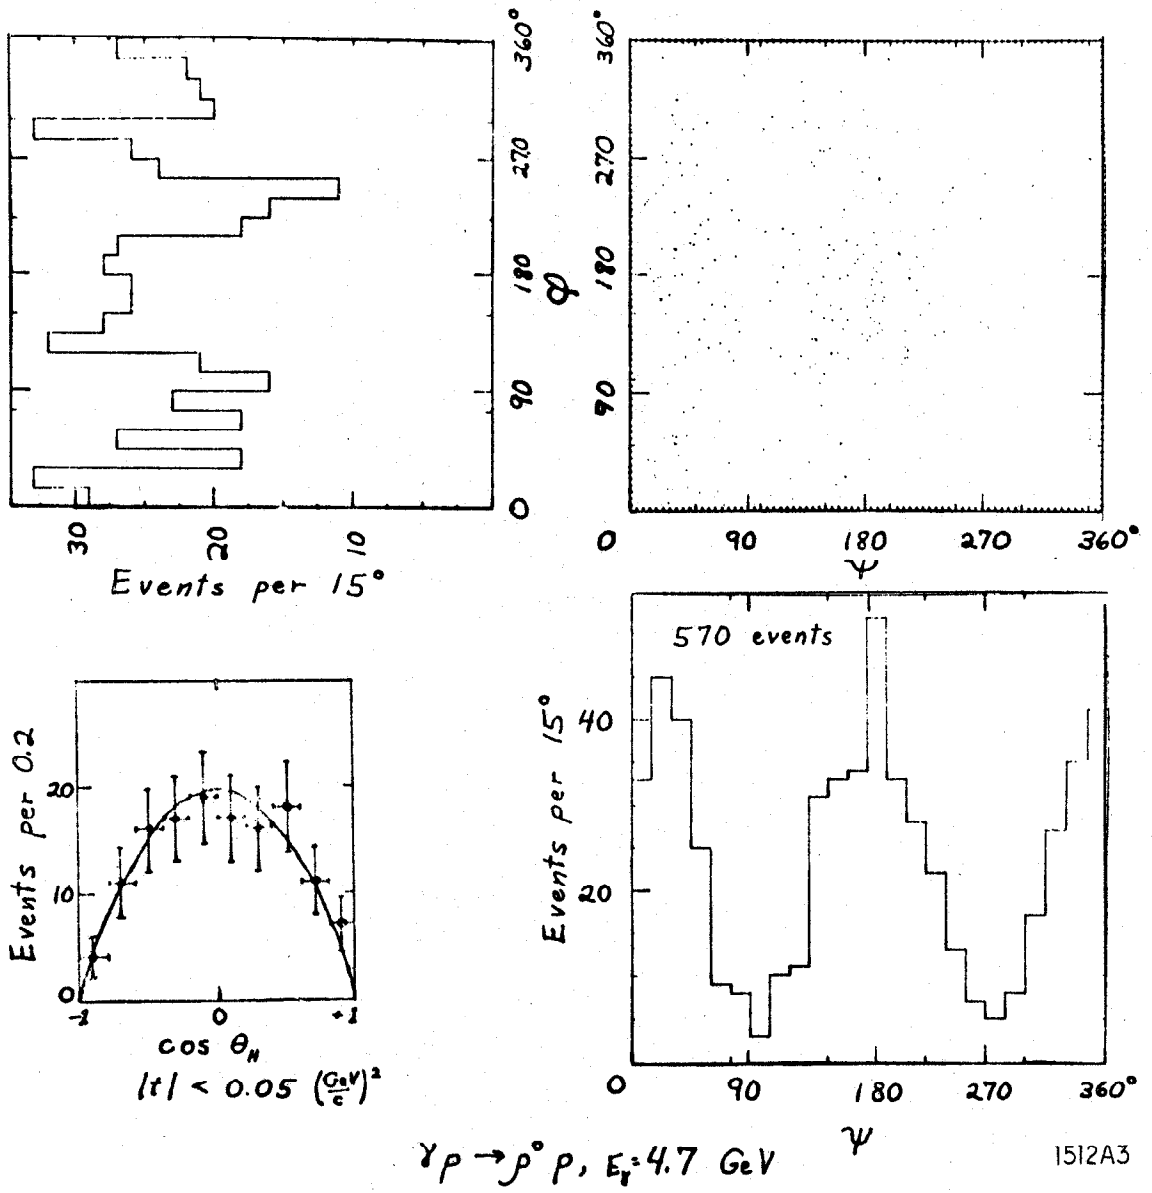 360°
270
180
90
0
φ
30
20
10
Events per 15°
360°
270
180
90
φ
0
90
180
270
360°
ψ
570 events
Events per 15°
40
20
0
90
180
270
360°
ψ
Events per 0.2
20
10
0
-1
0
+1
cos θH
|t| < 0.05 (GeV/c)²
γp → ρ° p, Eγ = 4.7 GeV
1512A3